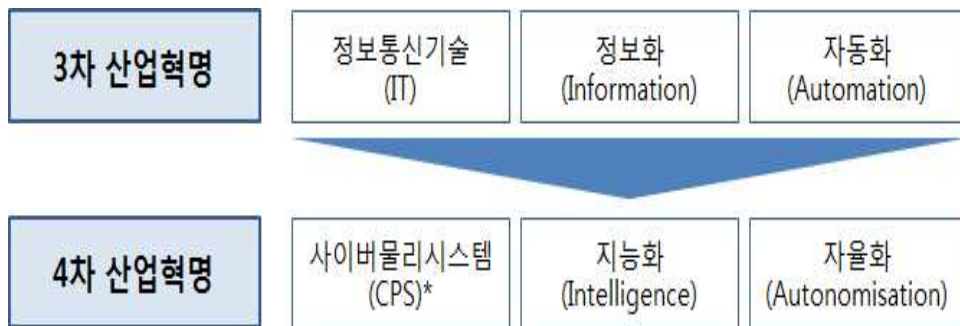 3차 산업혁명
정보통신기술
(IT)
정보화
(Information)
자동화
(Automation)
4차 산업혁명
사이버물리시스템
(CPS)*
지능화
(Intelligence)
자율화
(Autonomisation)